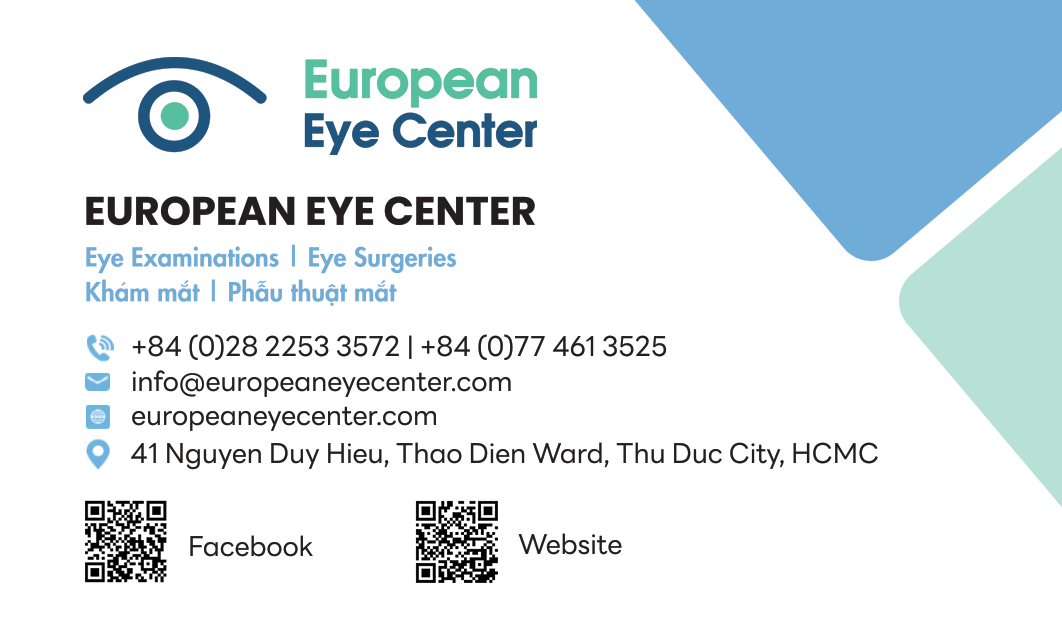 European
Eye Center
EUROPEAN EYE CENTER
Eye Examinations | Eye Surgeries
Khám mắt | Phẫu thuật mắt
+84 (0)28 2253 3572 | +84 (0)77 461 3525
info@europeaneyecenter.com
europeaneyecenter.com
41 Nguyen Duy Hieu, Thao Dien Ward, Thu Duc City, HCMC
Facebook
Website